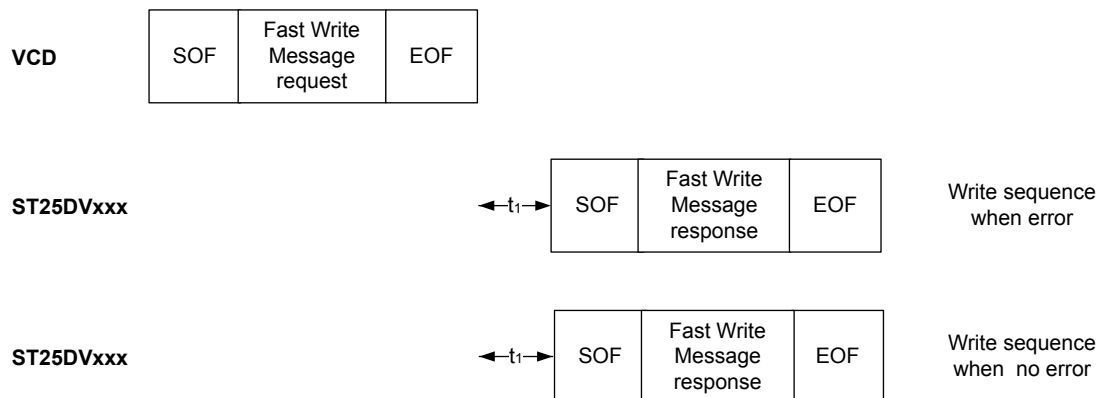 VCD
SOF
Fast Write
Message
request
EOF
ST25DVxxx
t1
SOF
Fast Write
Message
response
EOF
Write sequence
when error
ST25DVxxx
t1
SOF
Fast Write
Message
response
EOF
Write sequence
when no error